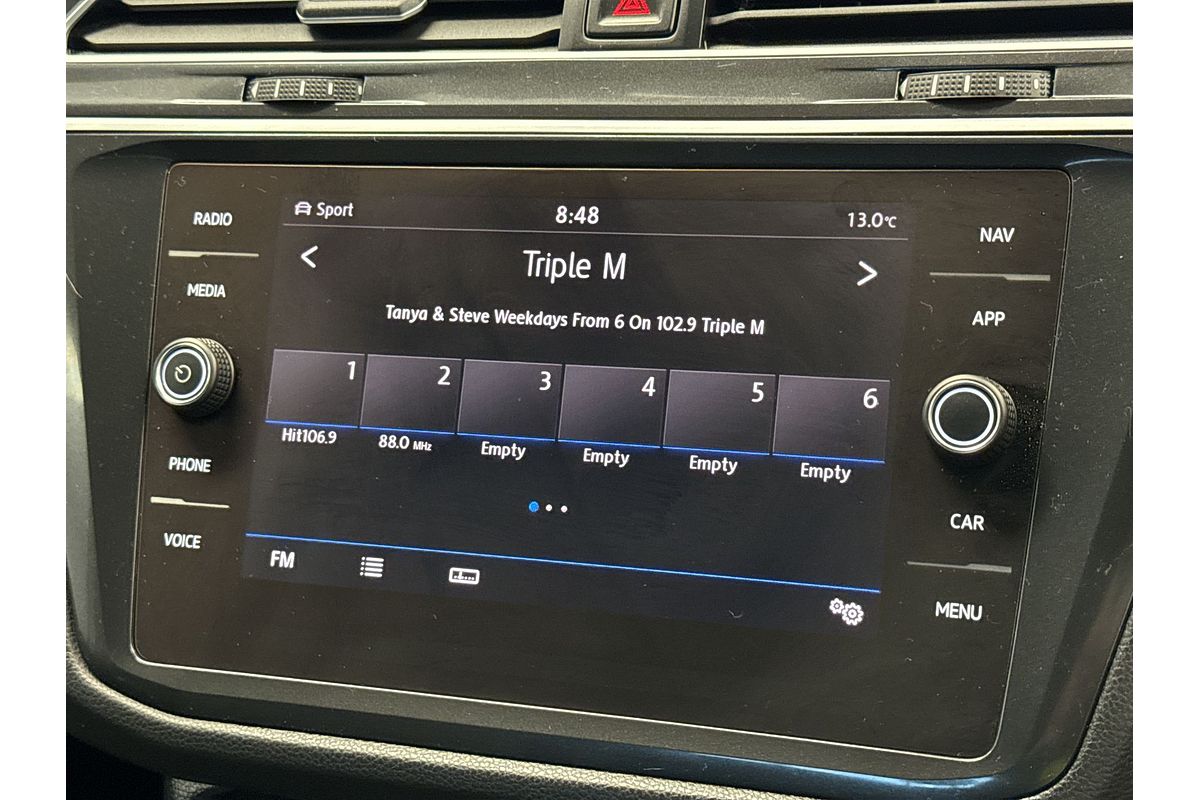 RADIO
MEDIA
PHONE
VOICE
Sport 8:48 13.0°C
Triple M
Tanya & Steve Weekdays From 6 On 102.9 Triple M
1 2 3 4 5 6
Hit106.9 88.0 MHz Empty Empty Empty Empty
FM
NAV
APP
CAR
MENU